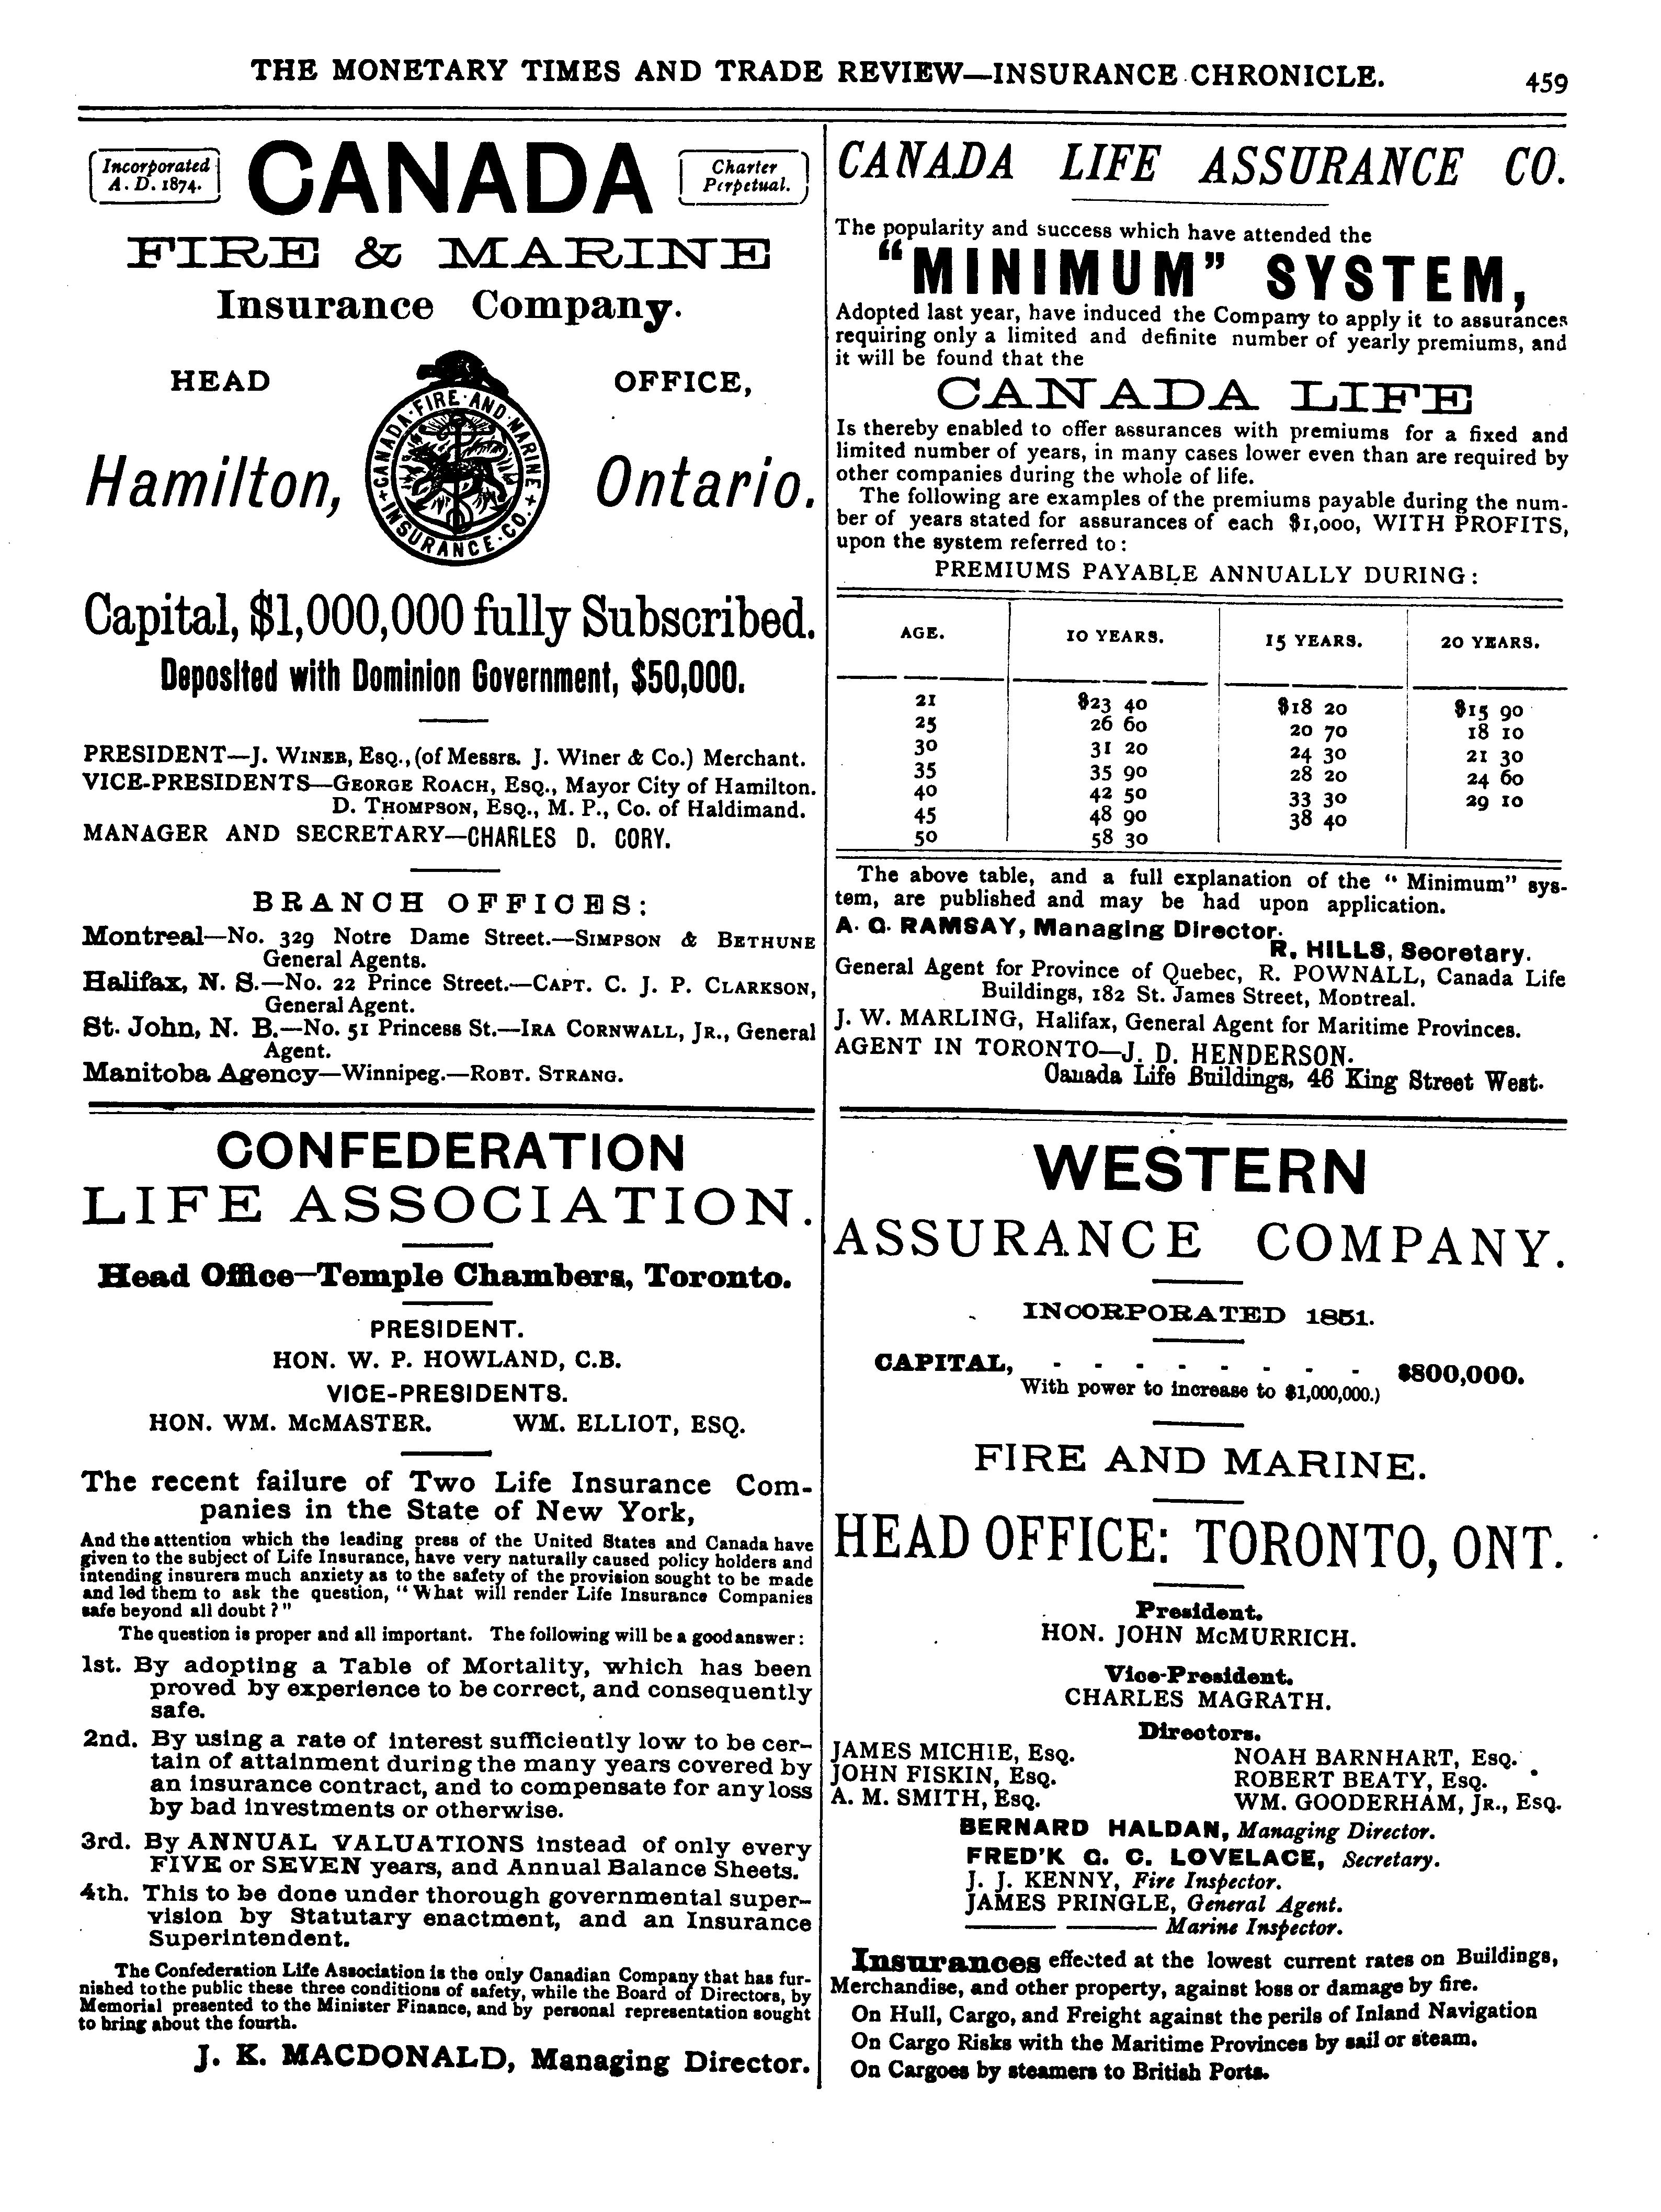 THE MONETARY TIMES AND TRADE REVIEW—INSURANCE CHRONICLE. 459
Incorporated
A. D. 1874.
CANADA
Charter
Perpetual.
FIRE & MARINE
Insurance Company.
HEAD OFFICE,
CANADA·FIRE·AND·MARINE+INSURANCE·CO.+
Hamilton, Ontario.
Capital, $1,000,000 fully Subscribed.
Deposited with Dominion Government, $50,000.
PRESIDENT—J. WINER, ESQ., (of Messrs. J. Winer & Co.) Merchant.
VICE-PRESIDENTS—GEORGE ROACH, ESQ., Mayor City of Hamilton.
D. THOMPSON, ESQ., M. P., Co. of Haldimand.
MANAGER AND SECRETARY—CHARLES D. CORY.
BRANCH OFFICES:
Montreal—No. 329 Notre Dame Street.—SIMPSON & BETHUNE
General Agents.
Halifax, N. S.—No. 22 Prince Street.—CAPT. C. J. P. CLARKSON,
General Agent.
St. John, N. B.—No. 51 Princess St.—IRA CORNWALL, JR., General
Agent.
Manitoba Agency—Winnipeg.—ROBT. STRANG.
CONFEDERATION
LIFE ASSOCIATION.
Head Office—Temple Chambers, Toronto.
PRESIDENT.
HON. W. P. HOWLAND, C.B.
VICE-PRESIDENTS.
HON. WM. McMASTER. WM. ELLIOT, ESQ.
The recent failure of Two Life Insurance Com-
panies in the State of New York,
And the attention which the leading press of the United States and Canada have
given to the subject of Life Insurance, have very naturally caused policy holders and
intending insurers much anxiety as to the safety of the provision sought to be made
and led them to ask the question, "What will render Life Insurance Companies
safe beyond all doubt?"
The question is proper and all important. The following will be a good answer:
1st. By adopting a Table of Mortality, which has been
proved by experience to be correct, and consequently
safe.
2nd. By using a rate of interest sufficiently low to be cer-
tain of attainment during the many years covered by
an insurance contract, and to compensate for any loss
by bad investments or otherwise.
3rd. By ANNUAL VALUATIONS instead of only every
FIVE or SEVEN years, and Annual Balance Sheets.
4th. This to be done under thorough governmental super-
vision by Statutary enactment, and an Insurance
Superintendent.
The Confederation Life Association is the only Canadian Company that has fur-
nished to the public these three conditions of safety, while the Board of Directors, by
Memorial presented to the Minister Finance, and by personal representation sought
to bring about the fourth.
J. K. MACDONALD, Managing Director.
CANADA LIFE ASSURANCE CO.
The popularity and success which have attended the
"MINIMUM" SYSTEM,
Adopted last year, have induced the Company to apply it to assurances
requiring only a limited and definite number of yearly premiums, and
it will be found that the
CANADA LIFE
Is thereby enabled to offer assurances with premiums for a fixed and
limited number of years, in many cases lower even than are required by
other companies during the whole of life.
The following are examples of the premiums payable during the num-
ber of years stated for assurances of each $1,000, WITH PROFITS,
upon the system referred to:
PREMIUMS PAYABLE ANNUALLY DURING:
AGE. 10 YEARS. 15 YEARS. 20 YEARS.
21 $23 40 $18 20 $15 90
25 26 60 20 70 18 10
30 31 20 24 30 21 30
35 35 90 28 20 24 60
40 42 50 33 30 29 10
45 48 90 38 40
50 58 30
The above table, and a full explanation of the "Minimum" sys-
tem, are published and may be had upon application.
A. G. RAMSAY, Managing Director.
R. HILLS, Secretary.
General Agent for Province of Quebec, R. POWNALL, Canada Life
Buildings, 182 St. James Street, Montreal.
J. W. MARLING, Halifax, General Agent for Maritime Provinces.
AGENT IN TORONTO—J. D. HENDERSON.
Canada Life Buildings, 46 King Street West.
WESTERN
ASSURANCE COMPANY.
INCORPORATED 1851.
CAPITAL, - - - - - - - - $800,000.
With power to increase to $1,000,000.)
FIRE AND MARINE.
HEAD OFFICE: TORONTO, ONT.
President.
HON. JOHN McMURRICH.
Vice-President.
CHARLES MAGRATH.
Directors.
JAMES MICHIE, Esq. NOAH BARNHART, Esq.
JOHN FISKIN, Esq. ROBERT BEATY, Esq.
A. M. SMITH, Esq. WM. GOODERHAM, JR., Esq.
BERNARD HALDAN, Managing Director.
FRED'K G. C. LOVELACE, Secretary.
J. J. KENNY, Fire Inspector.
JAMES PRINGLE, General Agent.
—— —— Marine Inspector.
Insurances effected at the lowest current rates on Buildings,
Merchandise, and other property, against loss or damage by fire.
On Hull, Cargo, and Freight against the perils of Inland Navigation
On Cargo Risks with the Maritime Provinces by sail or steam.
On Cargoes by steamers to British Ports.